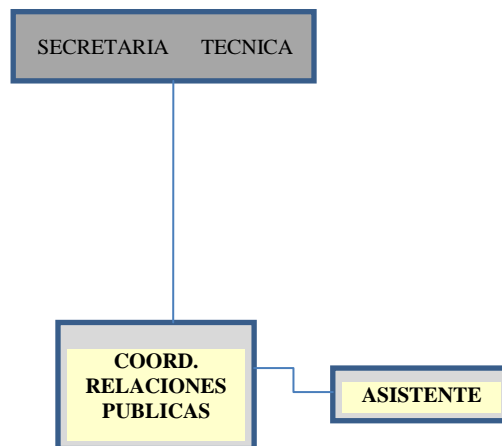 SECRETARIA TECNICA
COORD.
RELACIONES
PUBLICAS
ASISTENTE